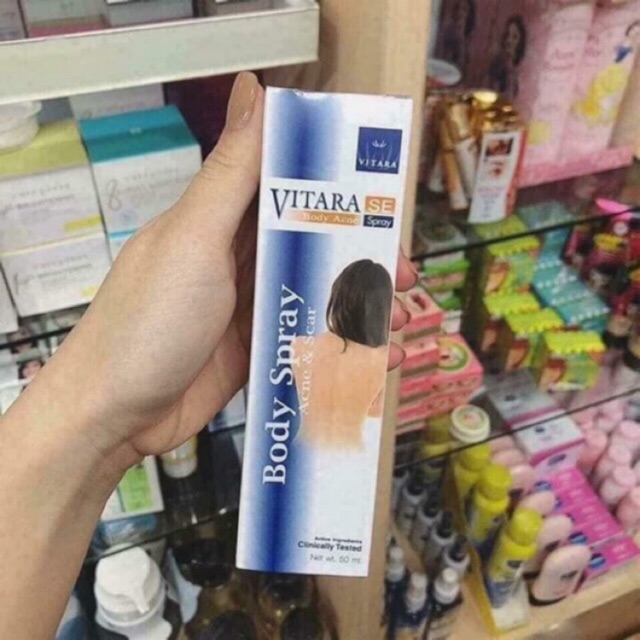 VITARA
VITARA SE
Body Acne Spray
Body Spray
Acne & Scar
Active Ingredients
Clinically Tested
Net wt. 50 ml